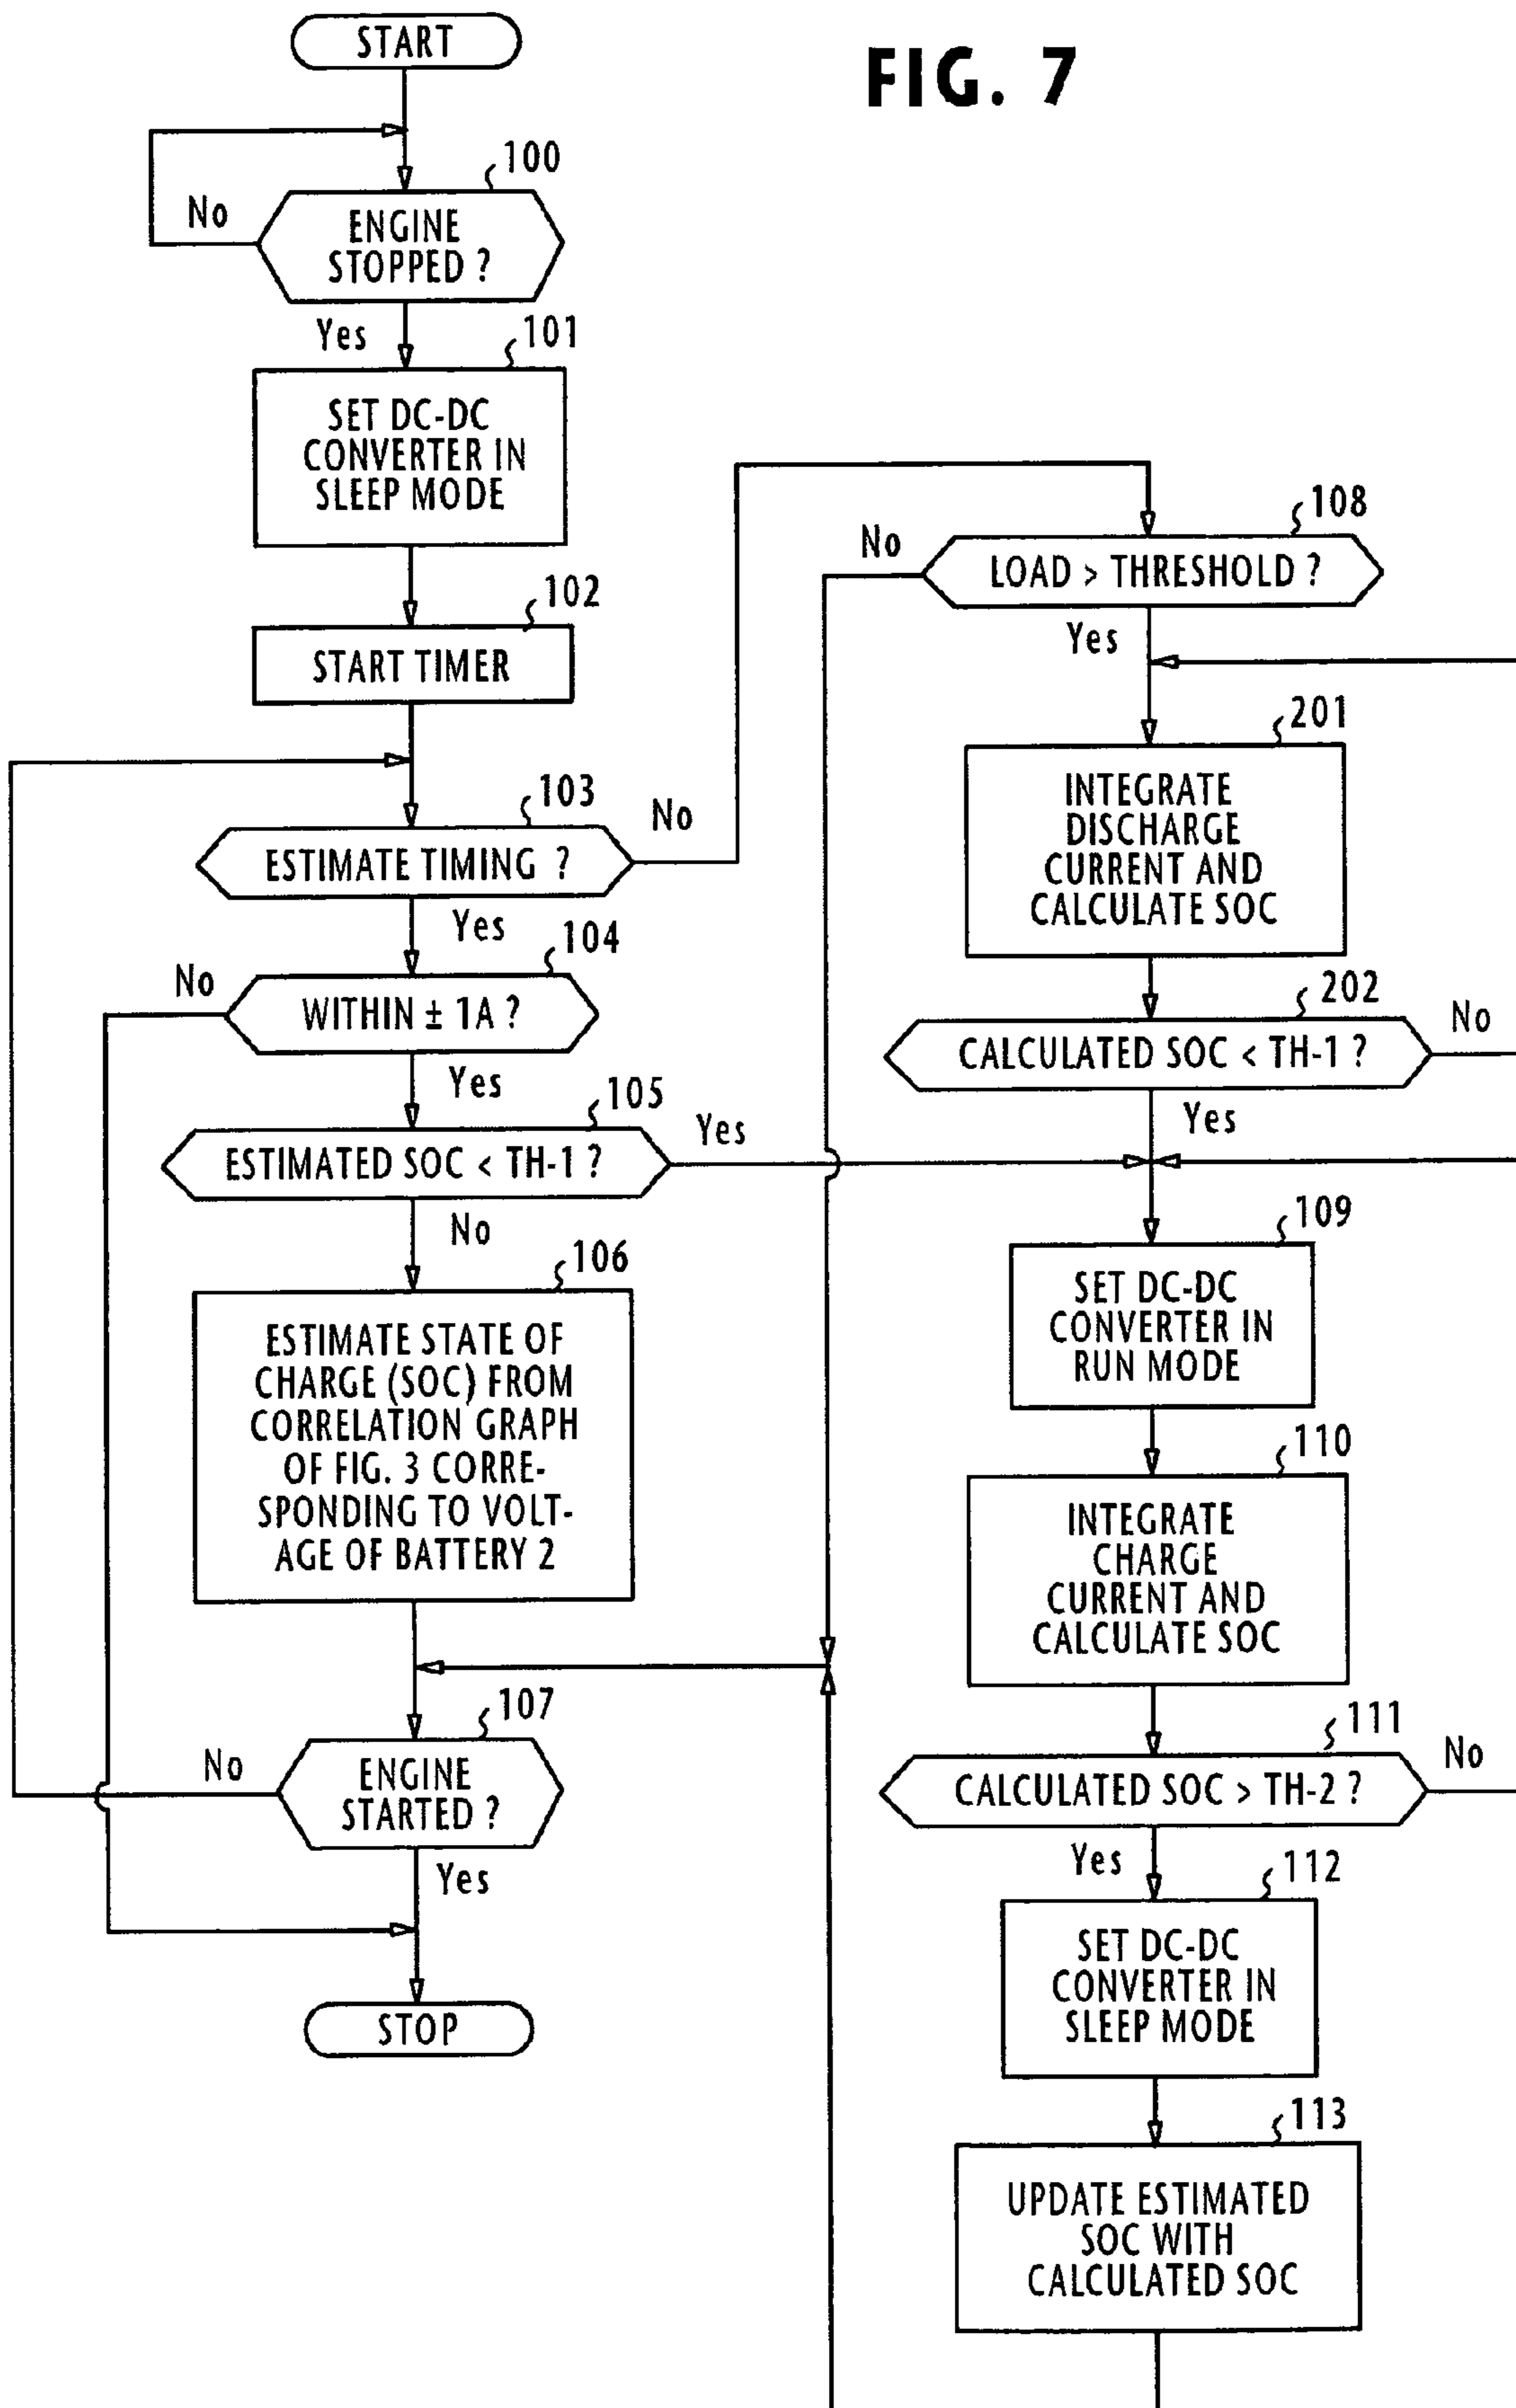 FIG. 7
START
100
ENGINE
STOPPED ?
No
Yes
101
SET DC-DC
CONVERTER IN
SLEEP MODE
102
START TIMER
103
ESTIMATE TIMING ?
No
Yes
104
WITHIN ± 1A ?
No
Yes
105
ESTIMATED SOC < TH-1 ?
Yes
No
106
ESTIMATE STATE OF
CHARGE (SOC) FROM
CORRELATION GRAPH
OF FIG. 3 CORRE-
SPONDING TO VOLT-
AGE OF BATTERY 2
107
ENGINE
STARTED ?
No
Yes
STOP
108
LOAD > THRESHOLD ?
No
Yes
201
INTEGRATE
DISCHARGE
CURRENT AND
CALCULATE SOC
202
CALCULATED SOC < TH-1 ?
No
Yes
109
SET DC-DC
CONVERTER IN
RUN MODE
110
INTEGRATE
CHARGE
CURRENT AND
CALCULATE SOC
111
CALCULATED SOC > TH-2 ?
No
Yes
112
SET DC-DC
CONVERTER IN
SLEEP MODE
113
UPDATE ESTIMATED
SOC WITH
CALCULATED SOC